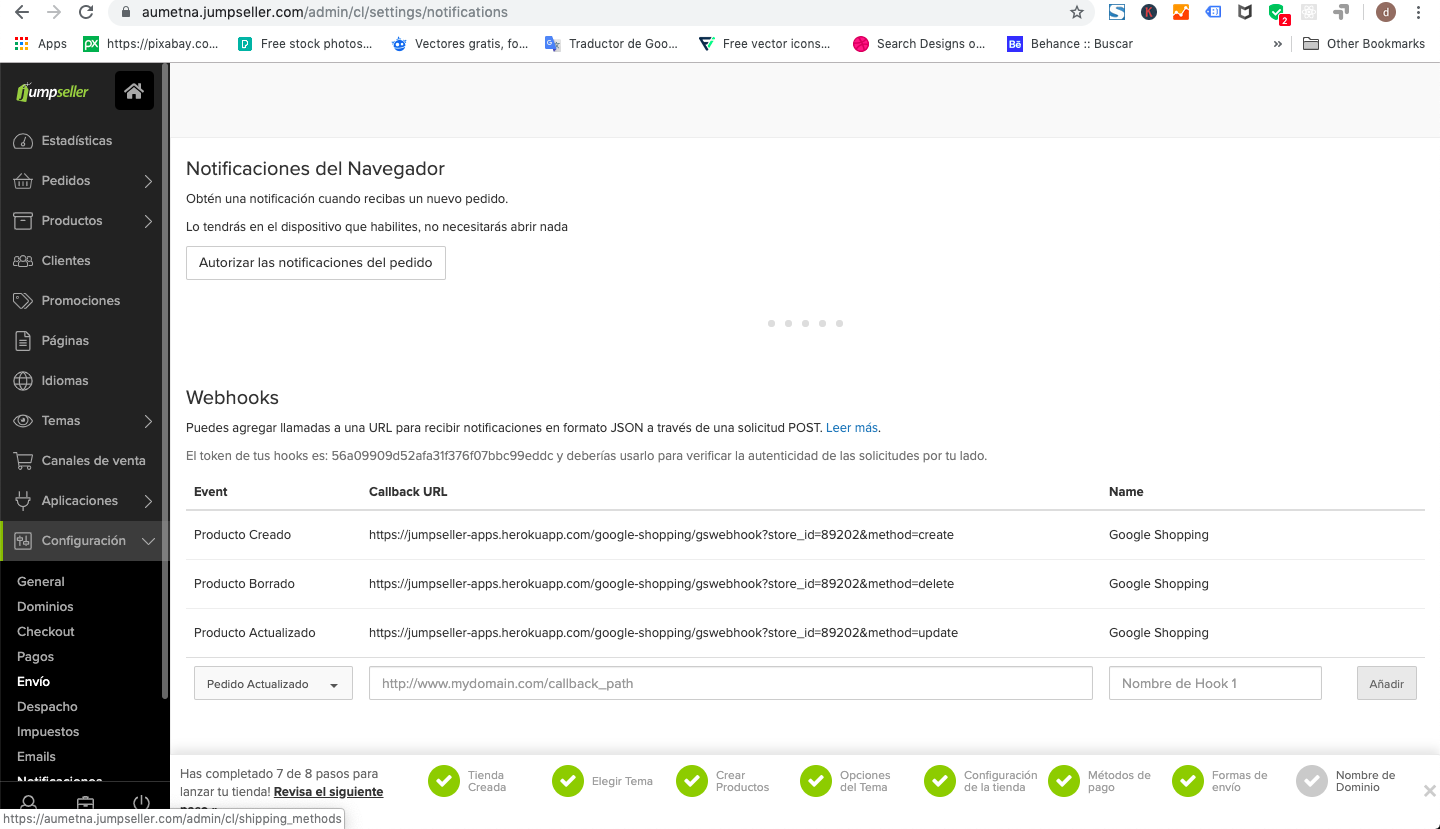 aumetna.jumpseller.com/admin/cl/settings/notifications
2
d
Apps
https://pixabay.co...
Free stock photos...
Vectores gratis, fo...
Traductor de Goo...
Free vector icons...
Search Designs o...
Behance :: Buscar
»
Other Bookmarks
jumpseller
Estadísticas
Pedidos
Productos
Clientes
Promociones
Páginas
Idiomas
Temas
Canales de venta
Aplicaciones
Configuración
General
Dominios
Checkout
Pagos
Envío
Despacho
Impuestos
Emails
Notificaciones
Notificaciones del Navegador
Obtén una notificación cuando recibas un nuevo pedido.
Lo tendrás en el dispositivo que habilites, no necesitarás abrir nada
Autorizar las notificaciones del pedido
Webhooks
Puedes agregar llamadas a una URL para recibir notificaciones en formato JSON a través de una solicitud POST. Leer más.
El token de tus hooks es: 56a09909d52afa31f376f07bbc99eddc y deberías usarlo para verificar la autenticidad de las solicitudes por tu lado.
Event Callback URL Name
Producto Creado https://jumpseller-apps.herokuapp.com/google-shopping/gswebhook?store_id=89202&method=create Google Shopping
Producto Borrado https://jumpseller-apps.herokuapp.com/google-shopping/gswebhook?store_id=89202&method=delete Google Shopping
Producto Actualizado https://jumpseller-apps.herokuapp.com/google-shopping/gswebhook?store_id=89202&method=update Google Shopping
Pedido Actualizado http://www.mydomain.com/callback_path Nombre de Hook 1 Añadir
Has completado 7 de 8 pasos para
lanzar tu tienda! Revisa el siguiente
paso »
Tienda
Creada
Elegir Tema
Crear
Productos
Opciones
del Tema
Configuración
de la tienda
Métodos de
pago
Formas de
envío
Nombre de
Dominio
https://aumetna.jumpseller.com/admin/cl/shipping_methods